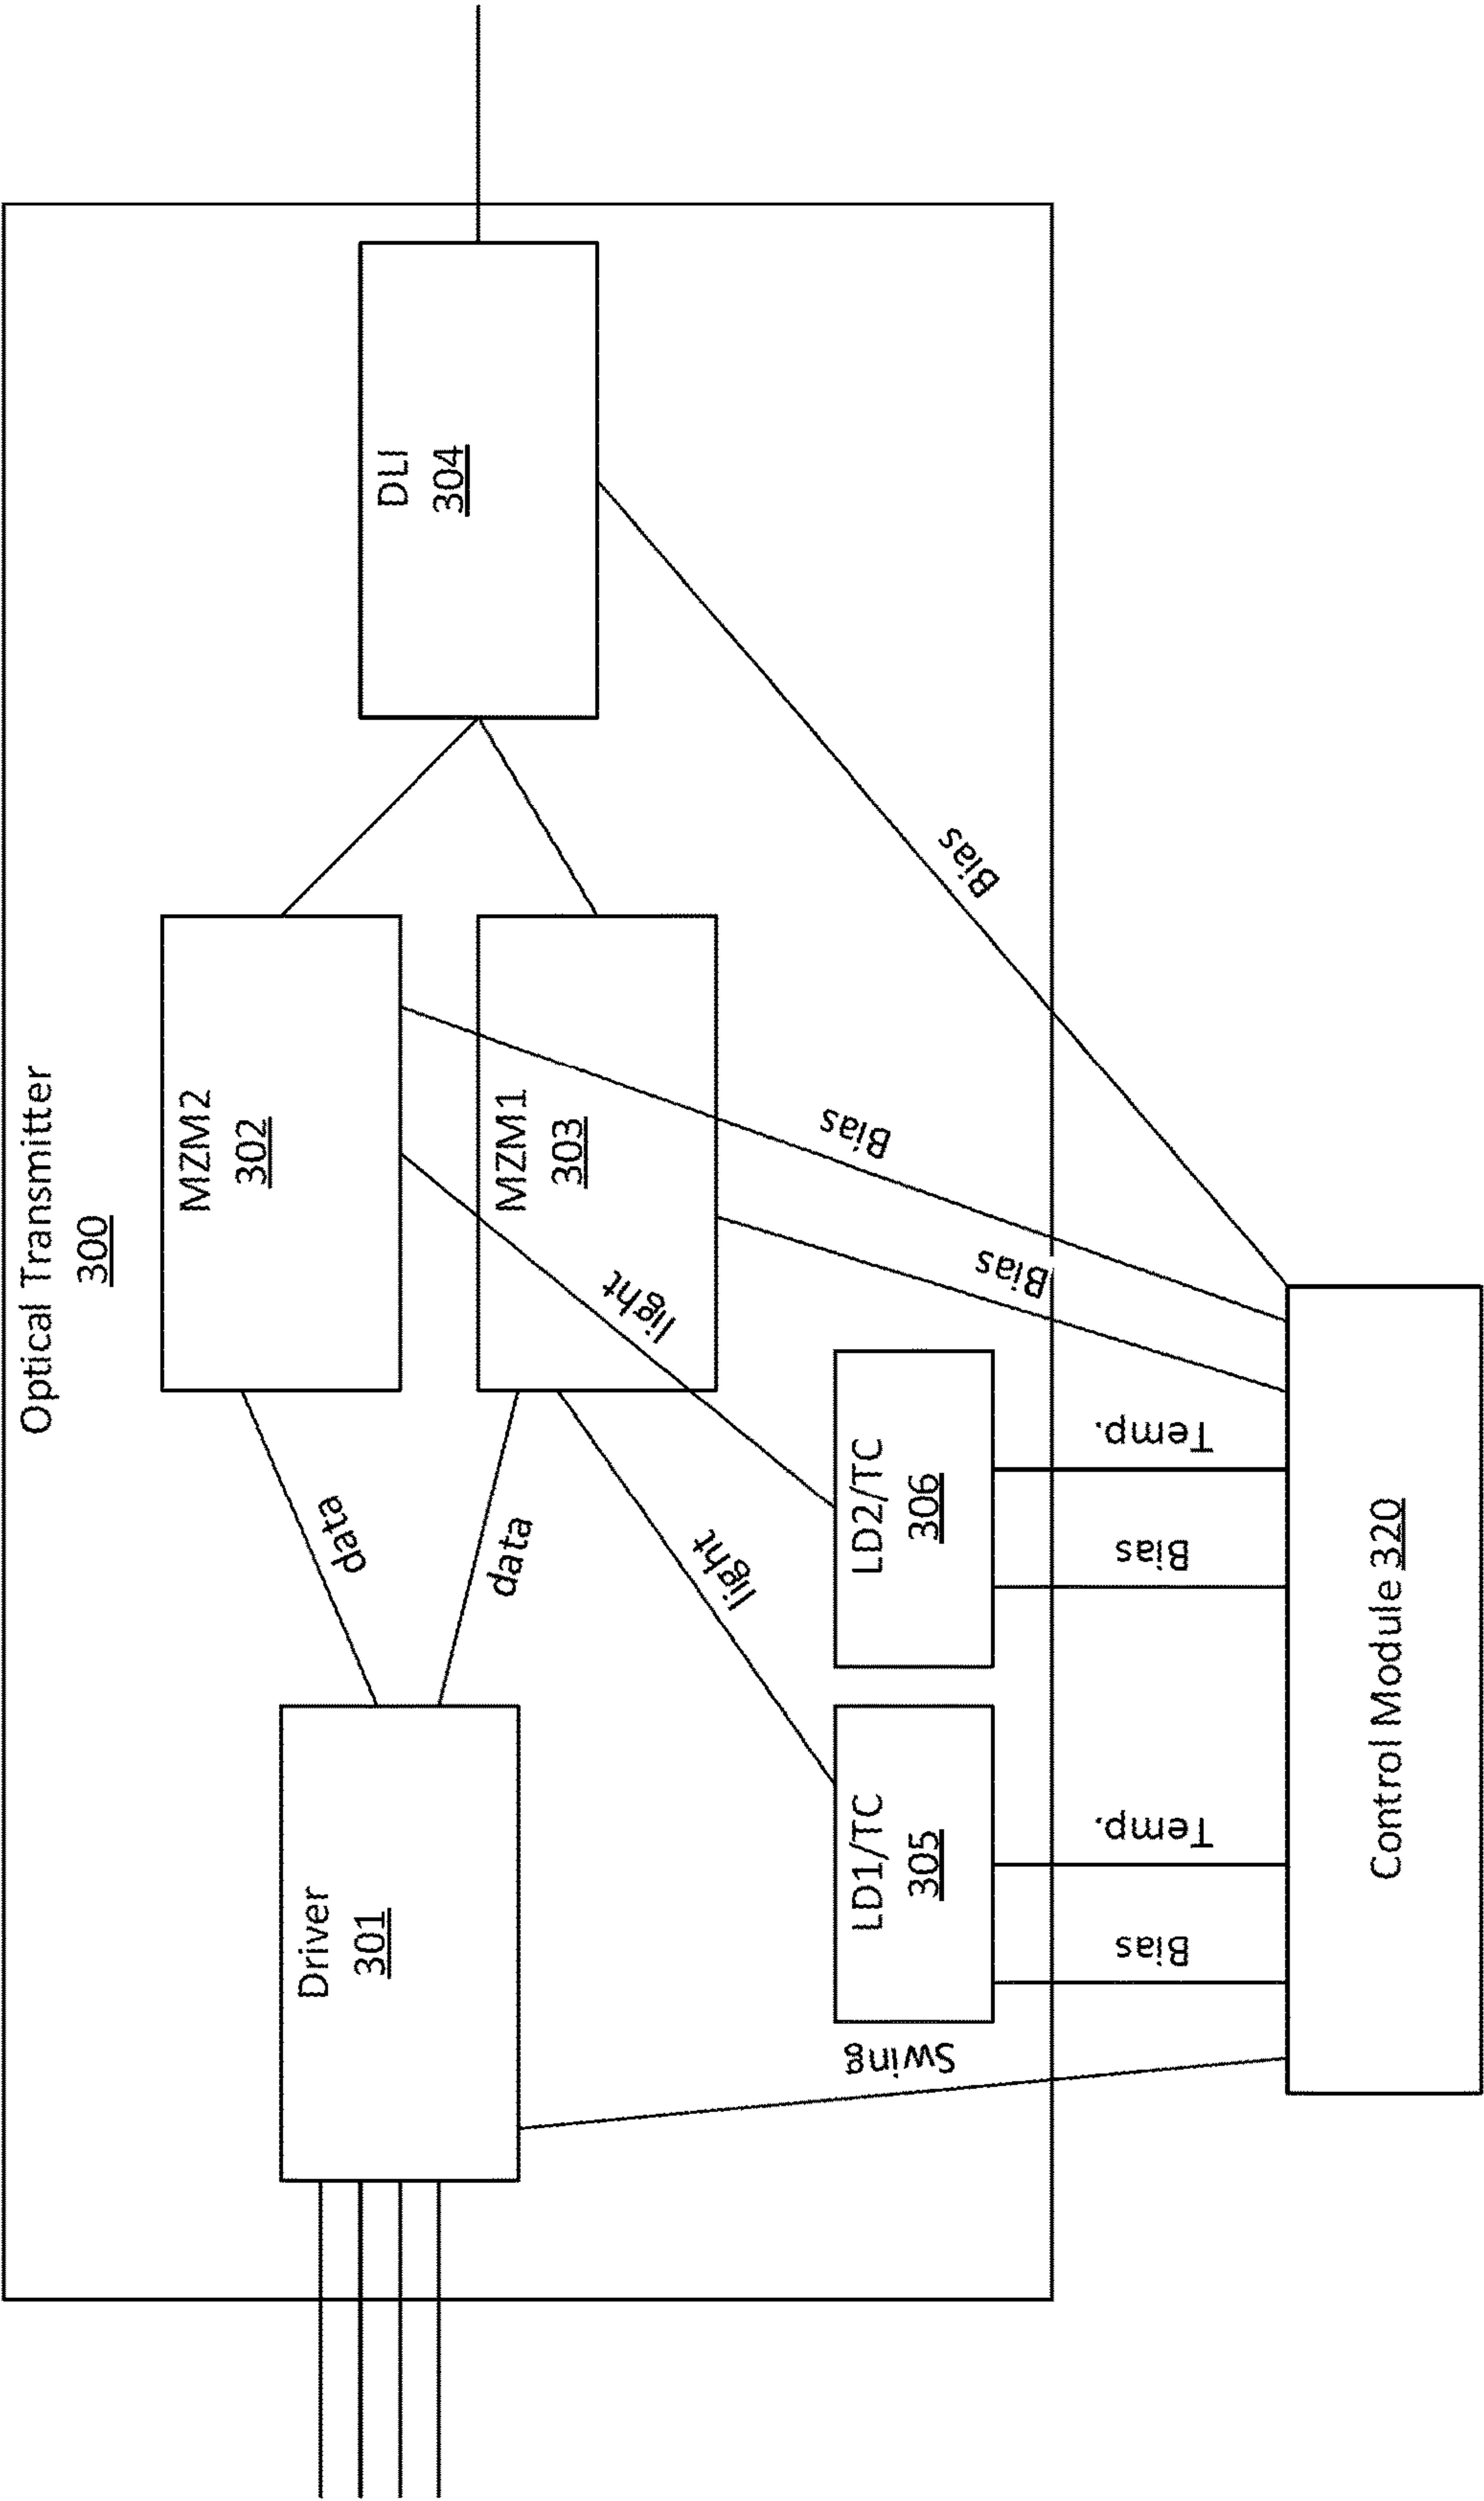 Optical Transmitter
300
MZM2
302
DLI
304
data
Driver
301
data
MZM1
303
light
light
Bias
Bias
Bias
LD1/TC
305
LD2/TC
306
Swing
Bias
Temp.
Bias
Temp.
Control Module 320